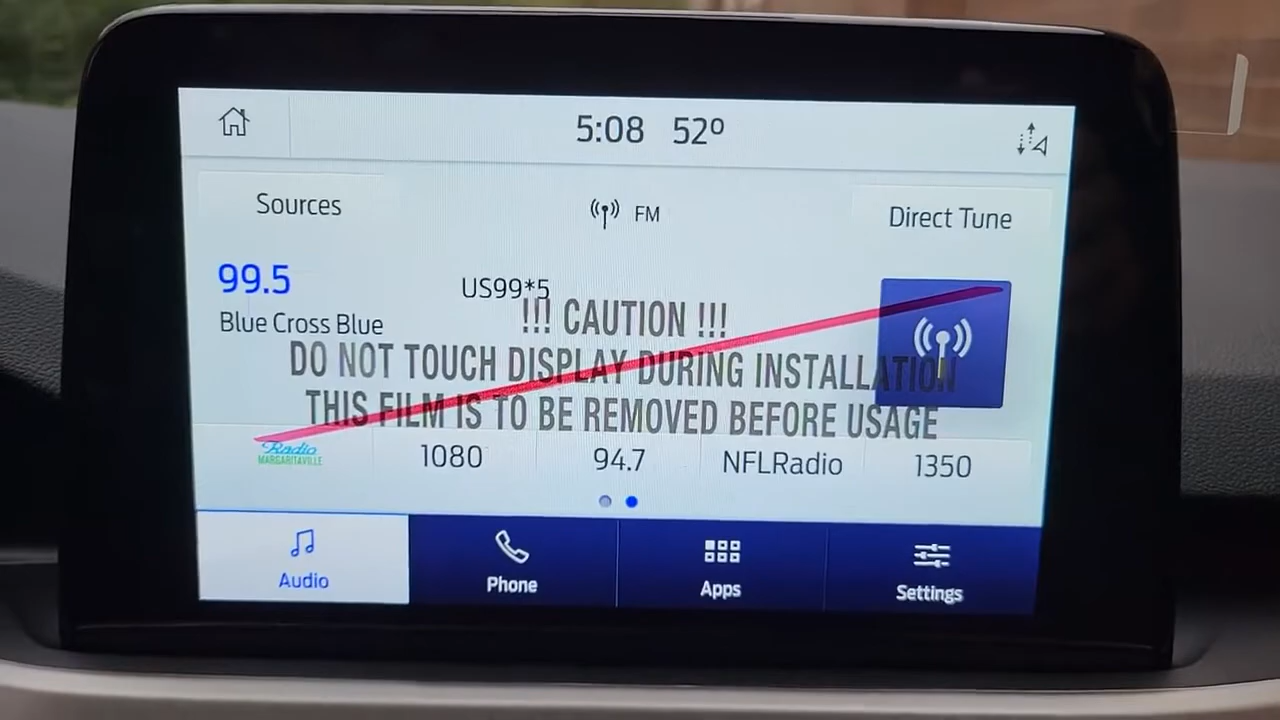 5:08 52°
Sources
FM
Direct Tune
99.5
US99*5
Blue Cross Blue
!!! CAUTION !!!
DO NOT TOUCH DISPLAY DURING INSTALLATION
THIS FILM IS TO BE REMOVED BEFORE USAGE
Radio
MARGARITAVILLE
1080
94.7
NFLRadio
1350
Audio
Phone
Apps
Settings